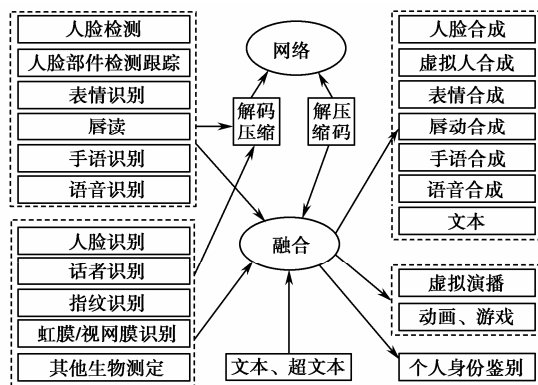 人脸检测
人脸部件检测跟踪
表情识别
唇读
手语识别
语音识别
人脸识别
话者识别
指纹识别
虹膜/视网膜识别
其他生物测定
网络
解码
压缩
解压
缩码
融合
文本、超文本
人脸合成
虚拟人合成
表情合成
唇动合成
手语合成
语音合成
文本
虚拟演播
动画、游戏
个人身份鉴别